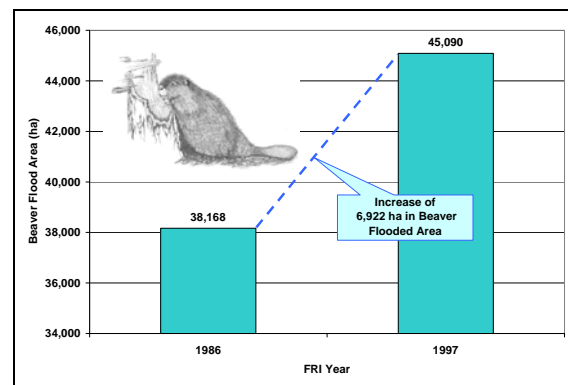 46,000
44,000
42,000
40,000
38,000
36,000
34,000
Beaver Flood Area (ha)
38,168
45,090
Increase of
6,922 ha in Beaver
Flooded Area
1986
1997
FRI Year